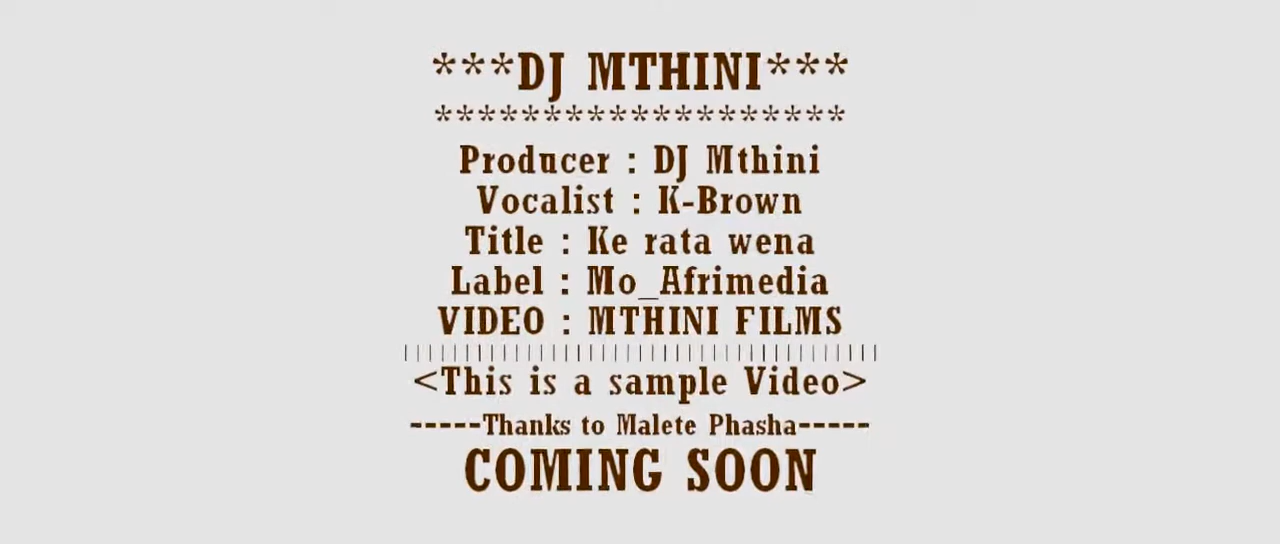 ***DJ MTHINI***
*******************
Producer : DJ Mthini
Vocalist : K-Brown
Title : Ke rata wena
Label : Mo_Afrimedia
VIDEO : MTHINI FILMS
||||||||||||||||||||||||||||||||||||||||||||||
<This is a sample Video>
-----Thanks to Malete Phasha-----
COMING SOON